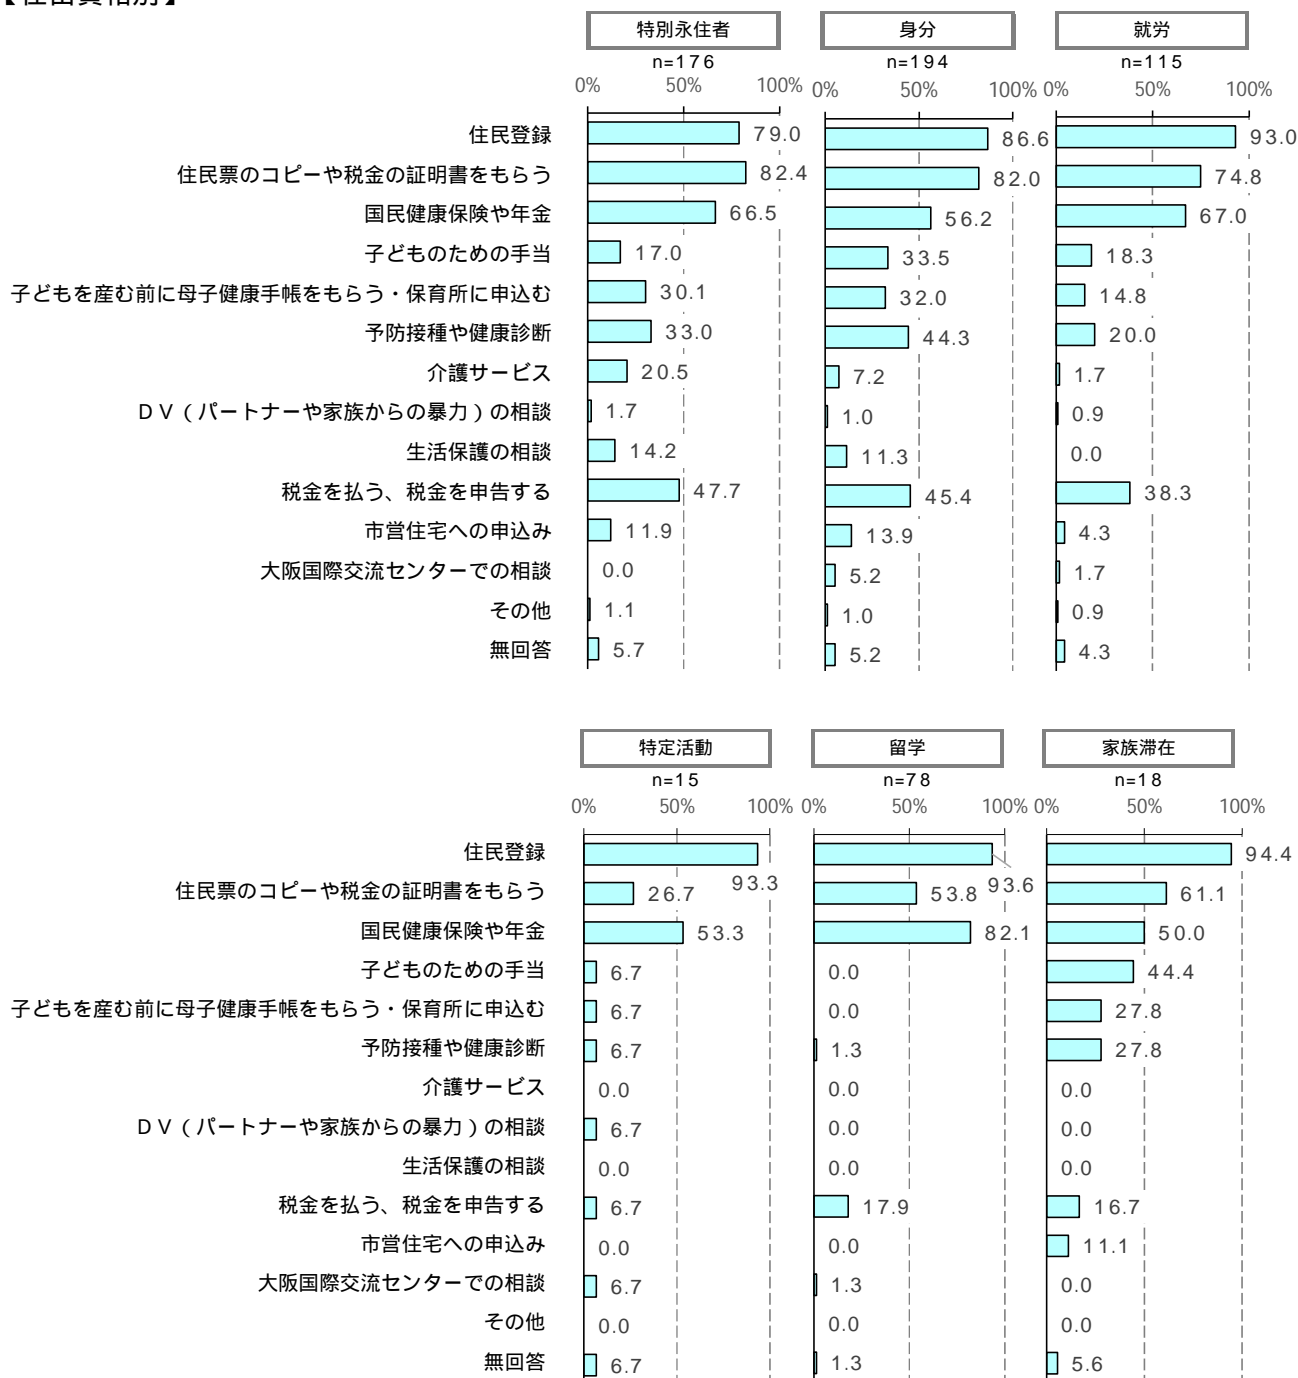 特別永住者 身分 就労
n=176 n=194 n=115
0% 50% 100% 0% 50% 100% 0% 50% 100%
住民登録 79.0 86.6 93.0
住民票のコピーや税金の証明書をもらう 82.4 82.0 74.8
国民健康保険や年金 66.5 56.2 67.0
子どものための手当 17.0 33.5 18.3
子どもを産む前に母子健康手帳をもらう・保育所に申込む 30.1 32.0 14.8
予防接種や健康診断 33.0 44.3 20.0
介護サービス 20.5 7.2 1.7
DV(パートナーや家族からの暴力)の相談 1.7 1.0 0.9
生活保護の相談 14.2 11.3 0.0
税金を払う、税金を申告する 47.7 45.4 38.3
市営住宅への申込み 11.9 13.9 4.3
大阪国際交流センターでの相談 0.0 5.2 1.7
その他 1.1 1.0 0.9
無回答 5.7 5.2 4.3
特定活動 留学 家族滞在
n=15 n=78 n=18
0% 50% 100% 0% 50% 100% 0% 50% 100%
住民登録 93.3 93.6 94.4
住民票のコピーや税金の証明書をもらう 26.7 53.8 61.1
国民健康保険や年金 53.3 82.1 50.0
子どものための手当 6.7 0.0 44.4
子どもを産む前に母子健康手帳をもらう・保育所に申込む 6.7 0.0 27.8
予防接種や健康診断 6.7 1.3 27.8
介護サービス 0.0 0.0 0.0
DV(パートナーや家族からの暴力)の相談 6.7 0.0 0.0
生活保護の相談 0.0 0.0 0.0
税金を払う、税金を申告する 6.7 17.9 16.7
市営住宅への申込み 0.0 0.0 11.1
大阪国際交流センターでの相談 6.7 1.3 0.0
その他 0.0 0.0 0.0
無回答 6.7 1.3 5.6